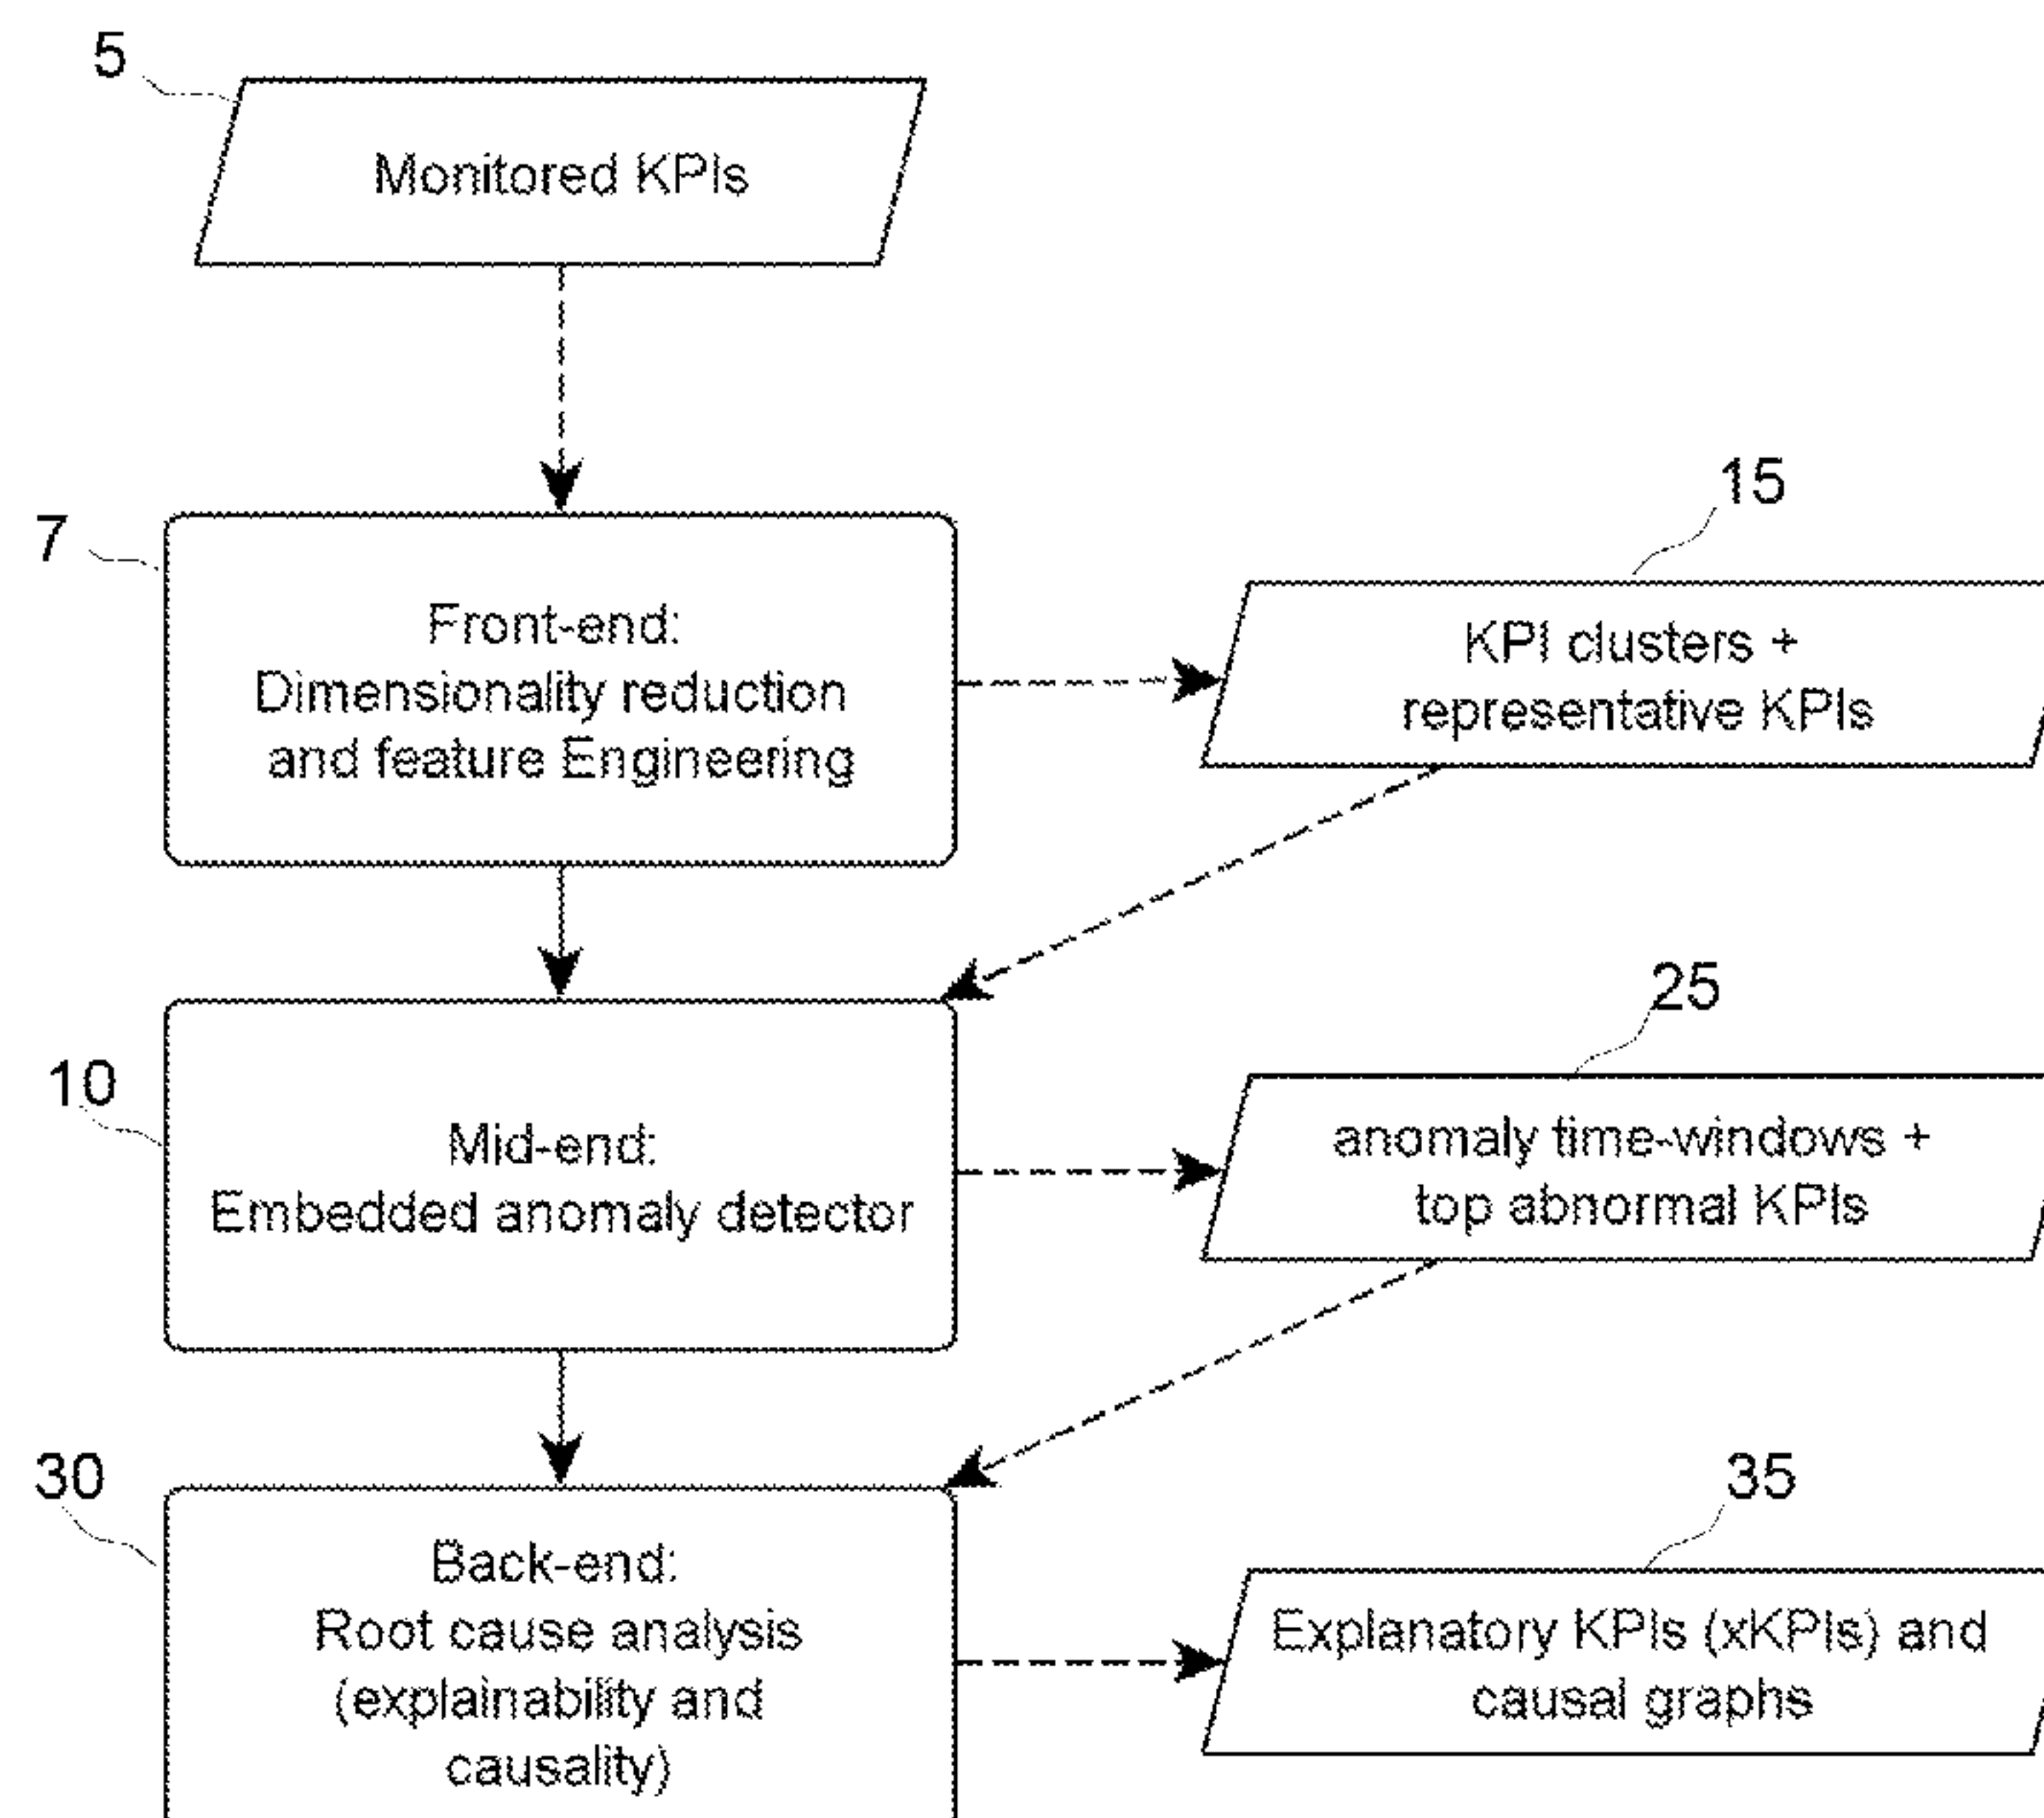 5
Monitored KPIs
7
Front-end:
Dimensionality reduction
and feature Engineering
15
KPI clusters +
representative KPIs
10
Mid-end:
Embedded anomaly detector
25
anomaly time-windows +
top abnormal KPIs
30
Back-end:
Root cause analysis
(explainability and
causality)
35
Explanatory KPIs (xKPIs) and
causal graphs